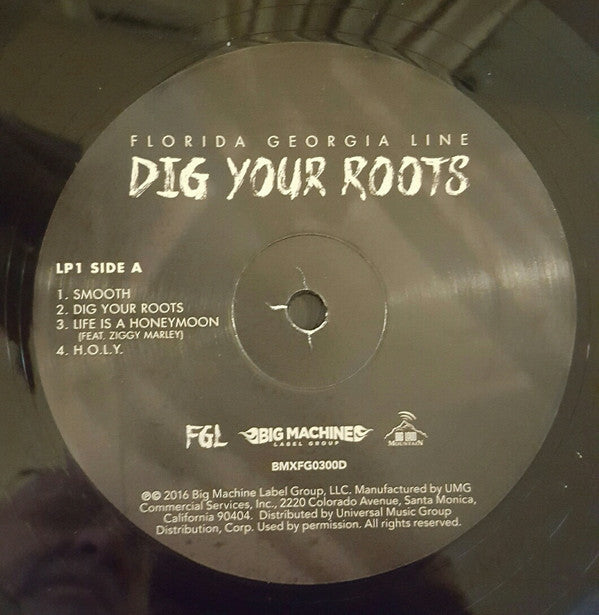 FLORIDA GEORGIA LINE
DIG YOUR ROOTS
LP1 SIDE A
1. SMOOTH
2. DIG YOUR ROOTS
3. LIFE IS A HONEYMOON
(FEAT. ZIGGY MARLEY)
4. H.O.L.Y.
FGL BIG MACHINE
LABEL GROUP
MOUNTAIN
BMXFG0300D
℗© 2016 Big Machine Label Group, LLC. Manufactured by UMG
Commercial Services, Inc., 2220 Colorado Avenue, Santa Monica,
California 90404. Distributed by Universal Music Group
Distribution, Corp. Used by permission. All rights reserved.